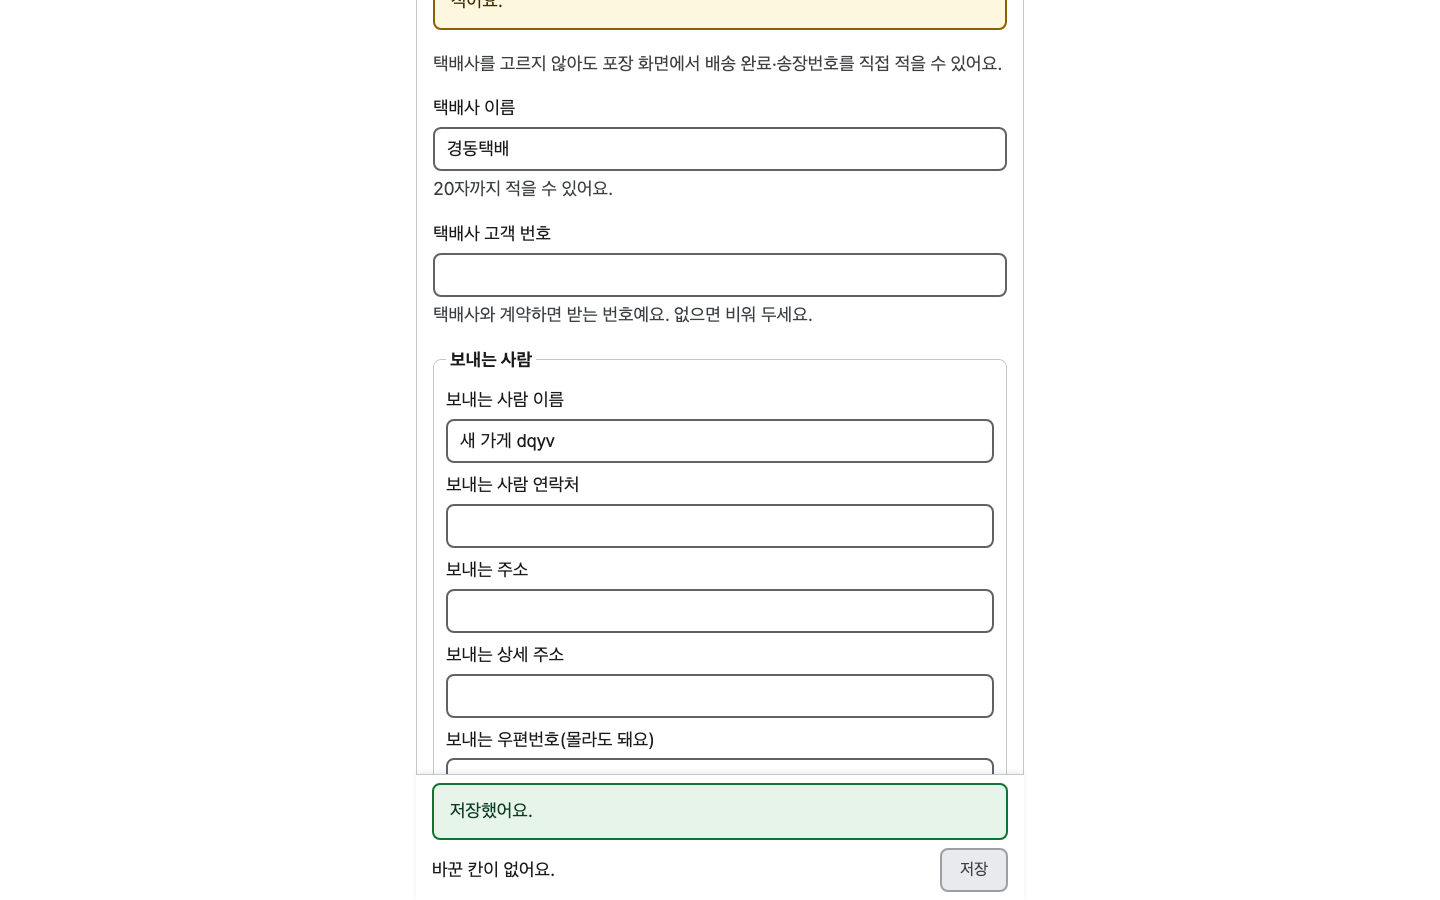 적어요.
택배사를 고르지 않아도 포장 화면에서 배송 완료·송장번호를 직접 적을 수 있어요.
택배사 이름
경동택배
20자까지 적을 수 있어요.
택배사 고객 번호
택배사와 계약하면 받는 번호예요. 없으면 비워 두세요.
보내는 사람
보내는 사람 이름
새 가게 dqyv
보내는 사람 연락처
보내는 주소
보내는 상세 주소
보내는 우편번호(몰라도 돼요)
저장했어요.
바꾼 칸이 없어요.
저장